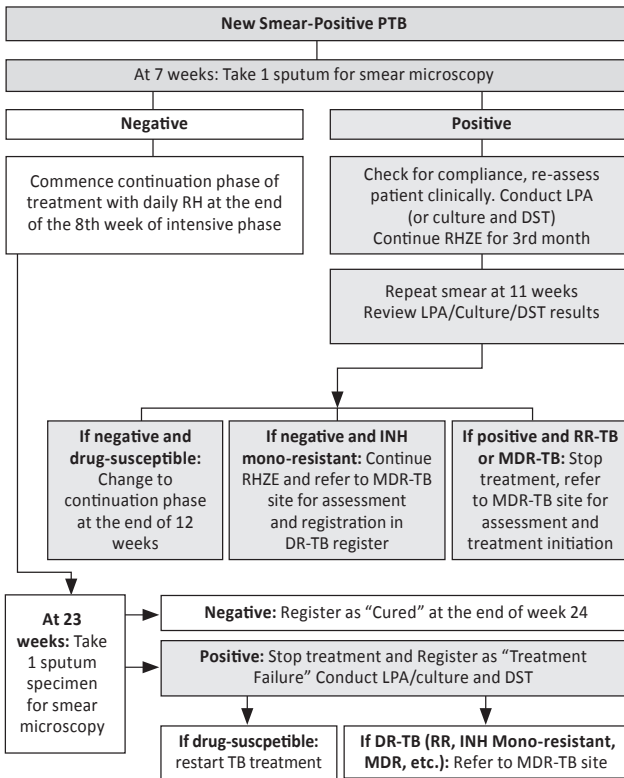 New Smear-Positive PTB
At 7 weeks: Take 1 sputum for smear microscopy
Negative
Positive
Commence continuation phase of
treatment with daily RH at the end
of the 8th week of intensive phase
Check for compliance, re-assess
patient clinically. Conduct LPA
(or culture and DST)
Continue RHZE for 3rd month
Repeat smear at 11 weeks
Review LPA/Culture/DST results
If negative and
drug-susceptible:
Change to
continuation phase
at the end of 12
weeks
If negative and INH
mono-resistant: Continue
RHZE and refer to MDR-TB
site for assessment
and registration in
DR-TB register
If positive and RR-TB
or MDR-TB: Stop
treatment, refer
to MDR-TB site for
assessment and
treatment initiation
At 23
weeks: Take
1 sputum
specimen
for smear
microscopy
Negative: Register as “Cured” at the end of week 24
Positive: Stop treatment and Register as “Treatment
Failure” Conduct LPA/culture and DST
If drug-suscpetible:
restart TB treatment
If DR-TB (RR, INH Mono-resistant,
MDR, etc.): Refer to MDR-TB site